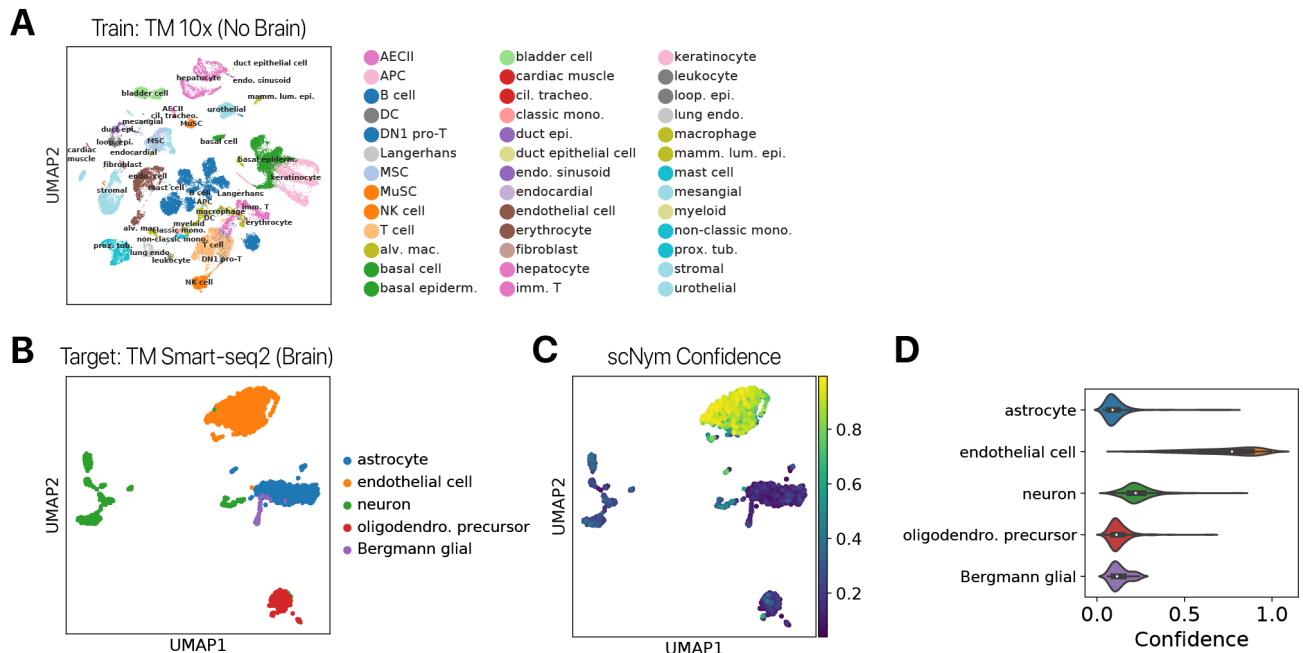 A
Train: TM 10x (No Brain)
duct epithelial cell
hepatocyte
endo. sinusoid
bladder cell
mamm. lum. epi.
AECII
cil. tracheo.
urothelial
mesangial
MuSC
duct epi.
loop. epi.
MSC
basal cell
endocardial
cardiac
muscle
fibroblast
basal epiderm.
endo. cell
keratinocyte
stromal
mast cell
B cell
Langerhans
APC
macrophage
imm. T
DC
myeloid
erythrocyte
alv. mac.
classic mono.
non-classic mono.
prox. tub.
T cell
lung endo.
leukocyte
DN1 pro-T
NK cell
UMAP2
AECII
APC
B cell
DC
DN1 pro-T
Langerhans
MSC
MuSC
NK cell
T cell
alv. mac.
basal cell
basal epiderm.
bladder cell
cardiac muscle
cil. tracheo.
classic mono.
duct epi.
duct epithelial cell
endo. sinusoid
endocardial
endothelial cell
erythrocyte
fibroblast
hepatocyte
imm. T
keratinocyte
leukocyte
loop. epi.
lung endo.
macrophage
mamm. lum. epi.
mast cell
mesangial
myeloid
non-classic mono.
prox. tub.
stromal
urothelial
B
Target: TM Smart-seq2 (Brain)
UMAP2
UMAP1
astrocyte
endothelial cell
neuron
oligodendro. precursor
Bergmann glial
C
scNym Confidence
UMAP2
UMAP1
0.8
0.6
0.4
0.2
D
astrocyte
endothelial cell
neuron
oligodendro. precursor
Bergmann glial
0.0 0.5 1.0
Confidence